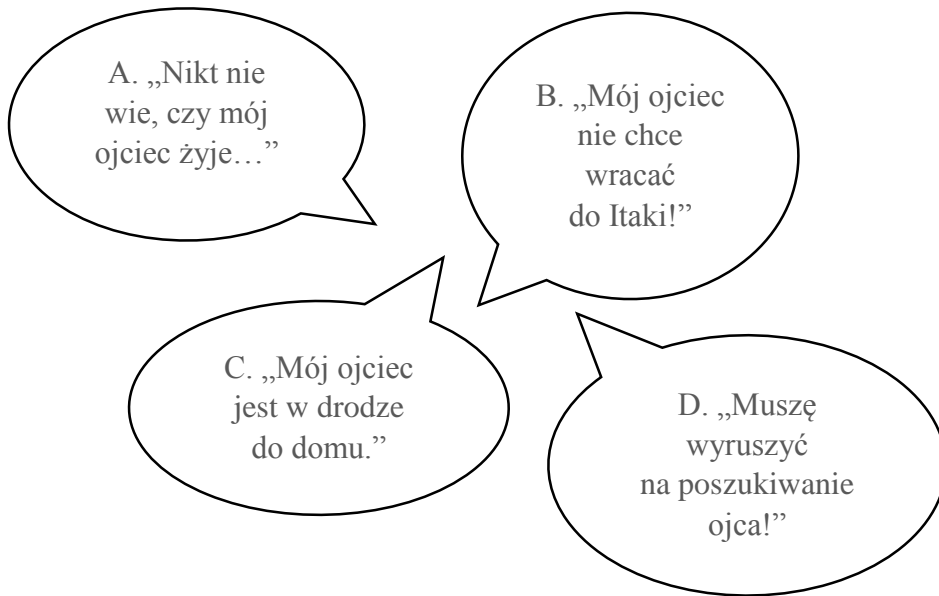 A. „Nikt nie
wie, czy mój
ojciec żyje…”
B. „Mój ojciec
nie chce
wracać
do Itaki!”
C. „Mój ojciec
jest w drodze
do domu.”
D. „Muszę
wyruszyć
na poszukiwanie
ojca!”